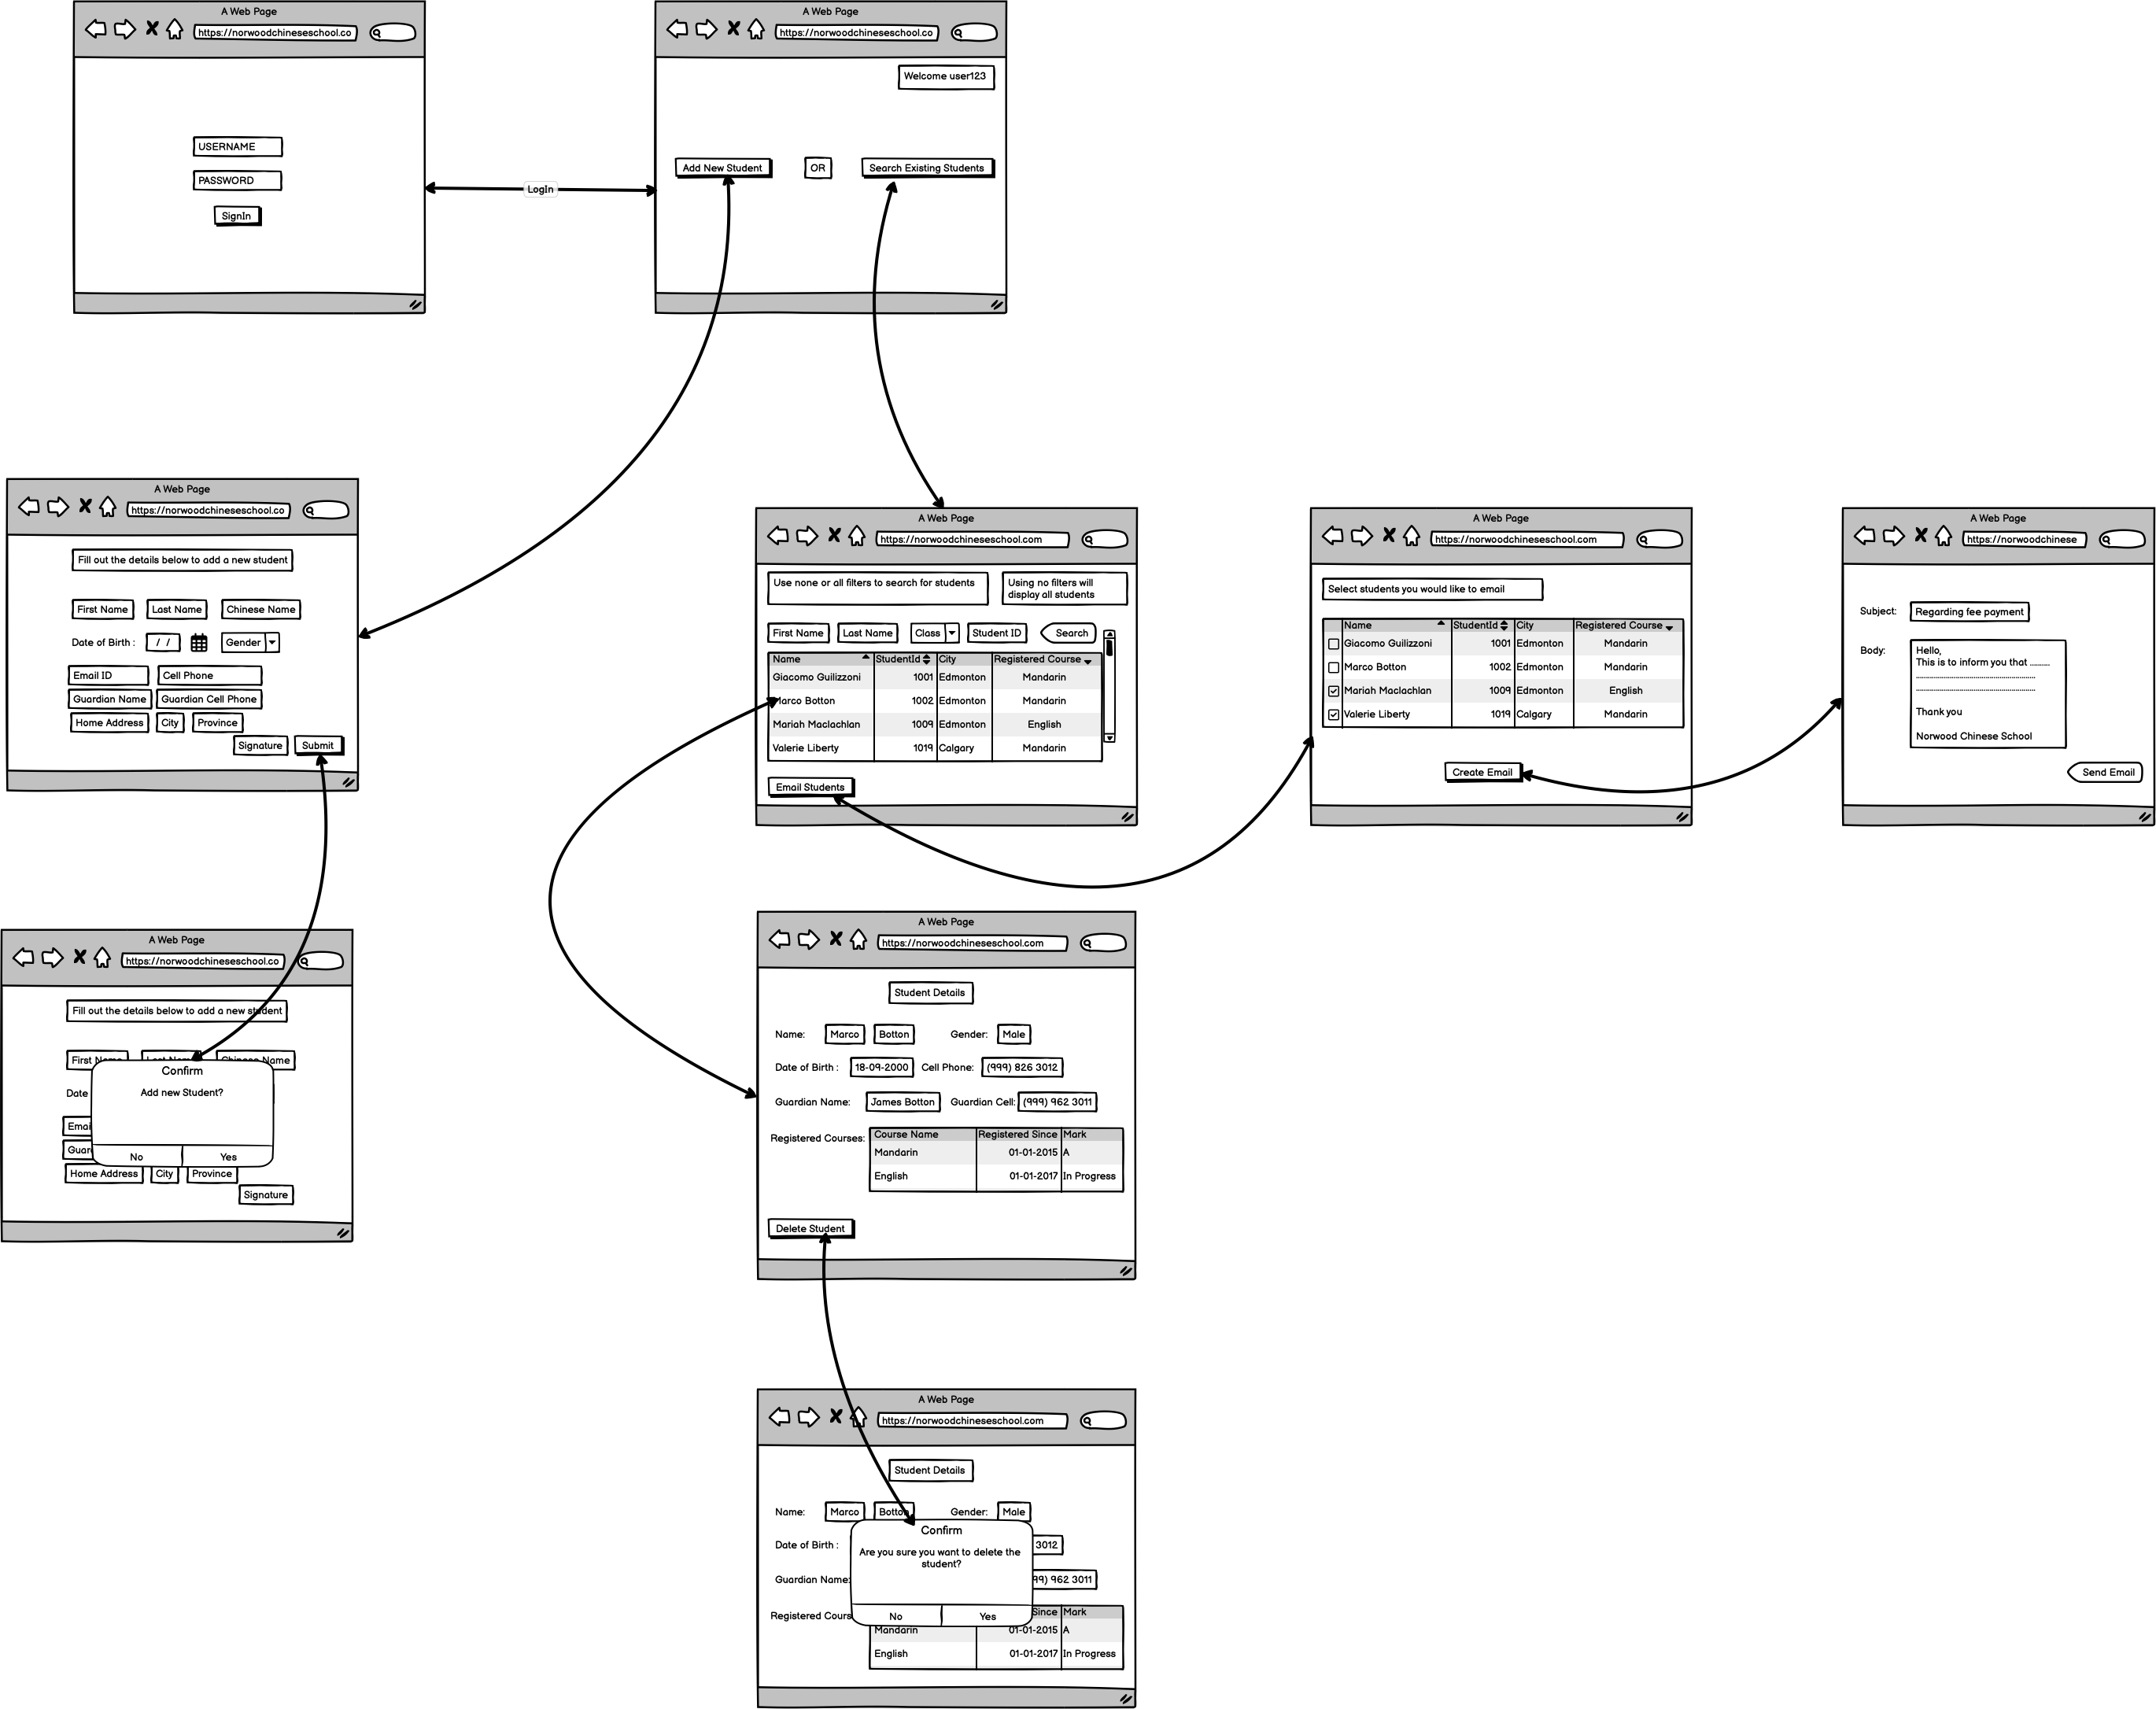 A Web Page
https://norwoodchineseschool.co
USERNAME
PASSWORD
SignIn
LogIn
A Web Page
https://norwoodchineseschool.co
Welcome user123
Add New Student
OR
Search Existing Students
A Web Page
https://norwoodchineseschool.co
Fill out the details below to add a new student
First Name Last Name Chinese Name
Date of Birth : / / Gender
Email ID Cell Phone
Guardian Name Guardian Cell Phone
Home Address City Province
Signature Submit
A Web Page
https://norwoodchineseschool.com
Use none or all filters to search for students
Using no filters will
display all students
First Name Last Name Class Student ID Search
Name StudentId City Registered Course
Giacomo Guilizzoni 1001 Edmonton Mandarin
Marco Botton 1002 Edmonton Mandarin
Mariah Maclachlan 1009 Edmonton English
Valerie Liberty 1019 Calgary Mandarin
Email Students
A Web Page
https://norwoodchineseschool.com
Select students you would like to email
Name StudentId City Registered Course
Giacomo Guilizzoni 1001 Edmonton Mandarin
Marco Botton 1002 Edmonton Mandarin
Mariah Maclachlan 1009 Edmonton English
Valerie Liberty 1019 Calgary Mandarin
Create Email
A Web Page
https://norwoodchinese
Subject: Regarding fee payment
Body:
Hello,
This is to inform you that ..........
Thank you
Norwood Chinese School
Send Email
A Web Page
https://norwoodchineseschool.co
Fill out the details below to add a new student
First Name Last Name Chinese Name
Confirm
Add new Student?
Date
Emai
Guar
No Yes
Home Address City Province
Signature
A Web Page
https://norwoodchineseschool.com
Student Details
Name: Marco Botton Gender: Male
Date of Birth : 18-09-2000 Cell Phone: (999) 826 3012
Guardian Name: James Botton Guardian Cell: (999) 962 3011
Registered Courses:
Course Name Registered Since Mark
Mandarin 01-01-2015 A
English 01-01-2017 In Progress
Delete Student
A Web Page
https://norwoodchineseschool.com
Student Details
Name: Marco Botton Gender: Male
Confirm
Date of Birth : 3012
Are you sure you want to delete the
student?
Guardian Name: 99) 962 3011
Registered Cours Since Mark
No Yes
Mandarin 01-01-2015 A
English 01-01-2017 In Progress